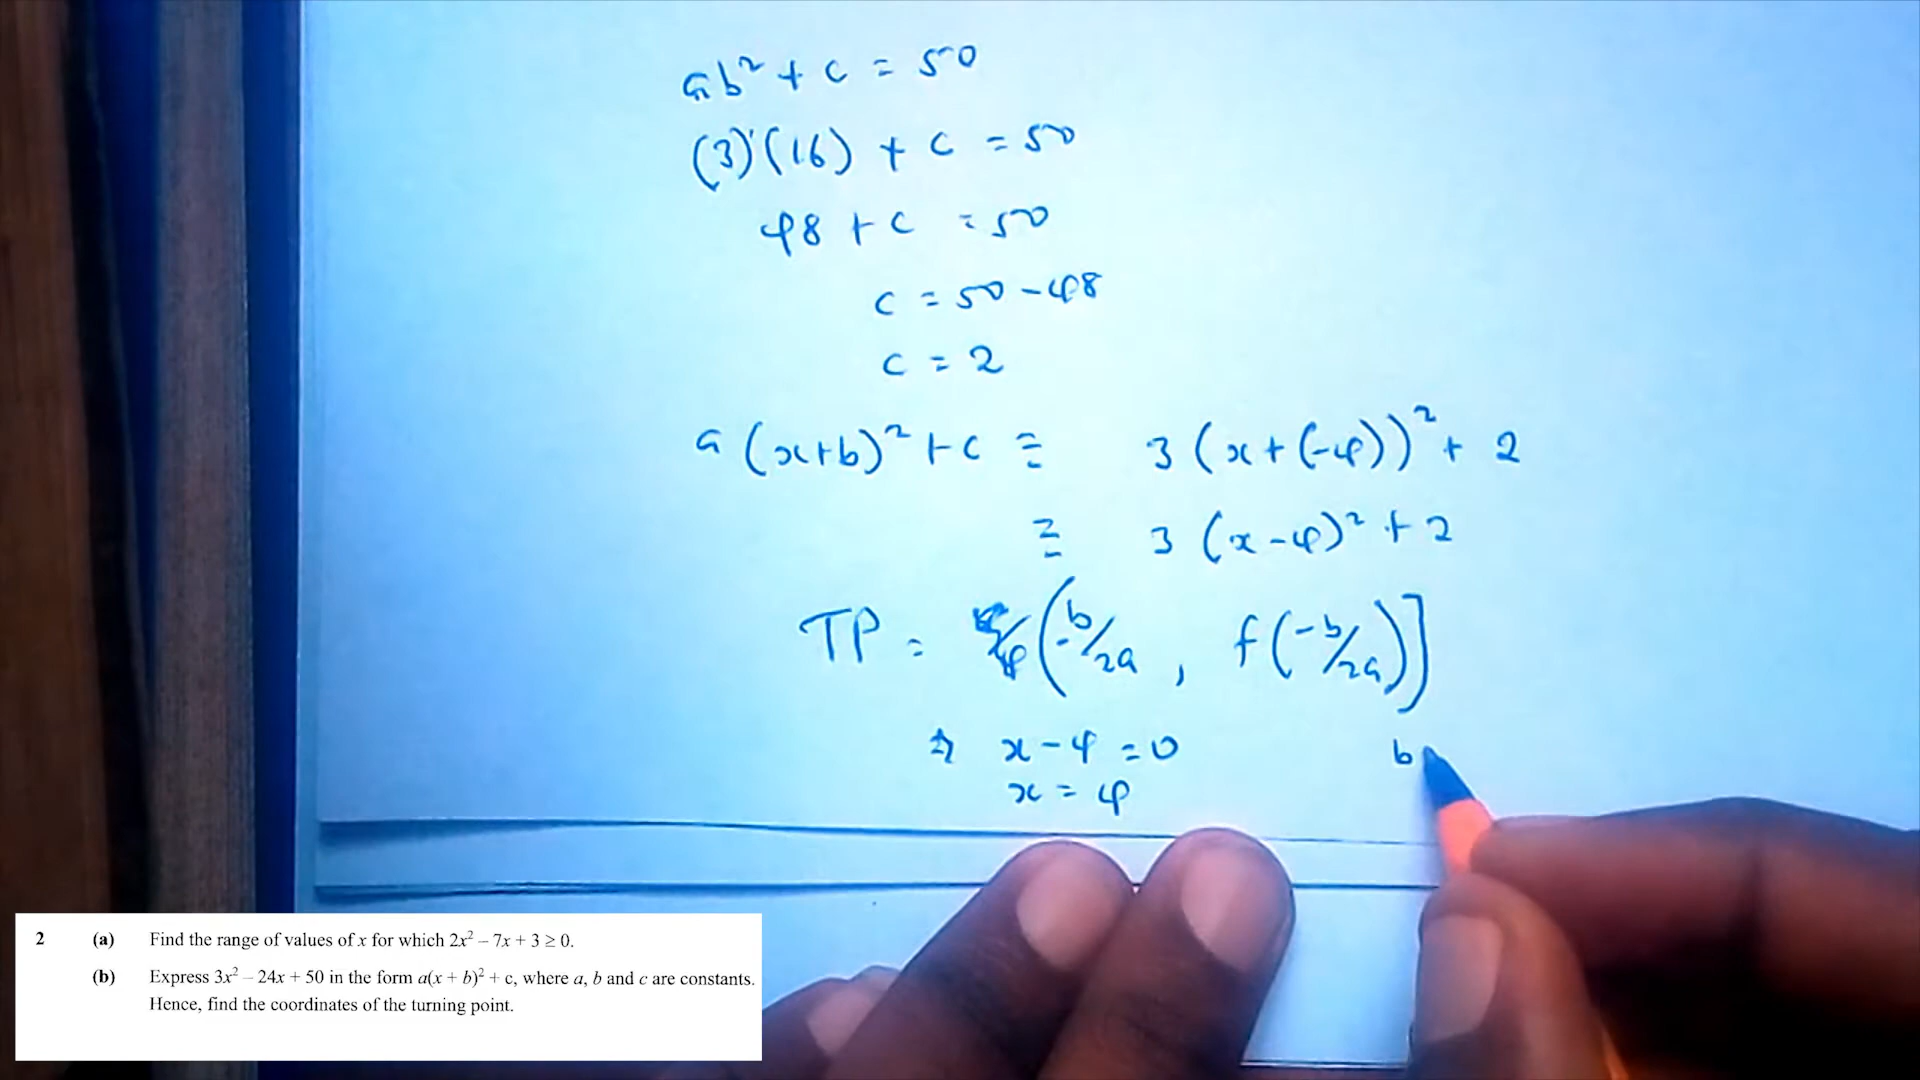 ab² + c = 50
(3)(16) + c = 50
48 + c = 50
c = 50 - 48
c = 2
a(x+b)² + c ≡ 3(x+(-4))² + 2
≡ 3(x-4)² + 2
TP = (-b/2a, f(-b/2a)]
⇒ x - 4 = 0
b
x = 4
2 (a) Find the range of values of x for which 2x² – 7x + 3 ≥ 0.
(b) Express 3x² – 24x + 50 in the form a(x + b)² + c, where a, b and c are constants.
Hence, find the coordinates of the turning point.